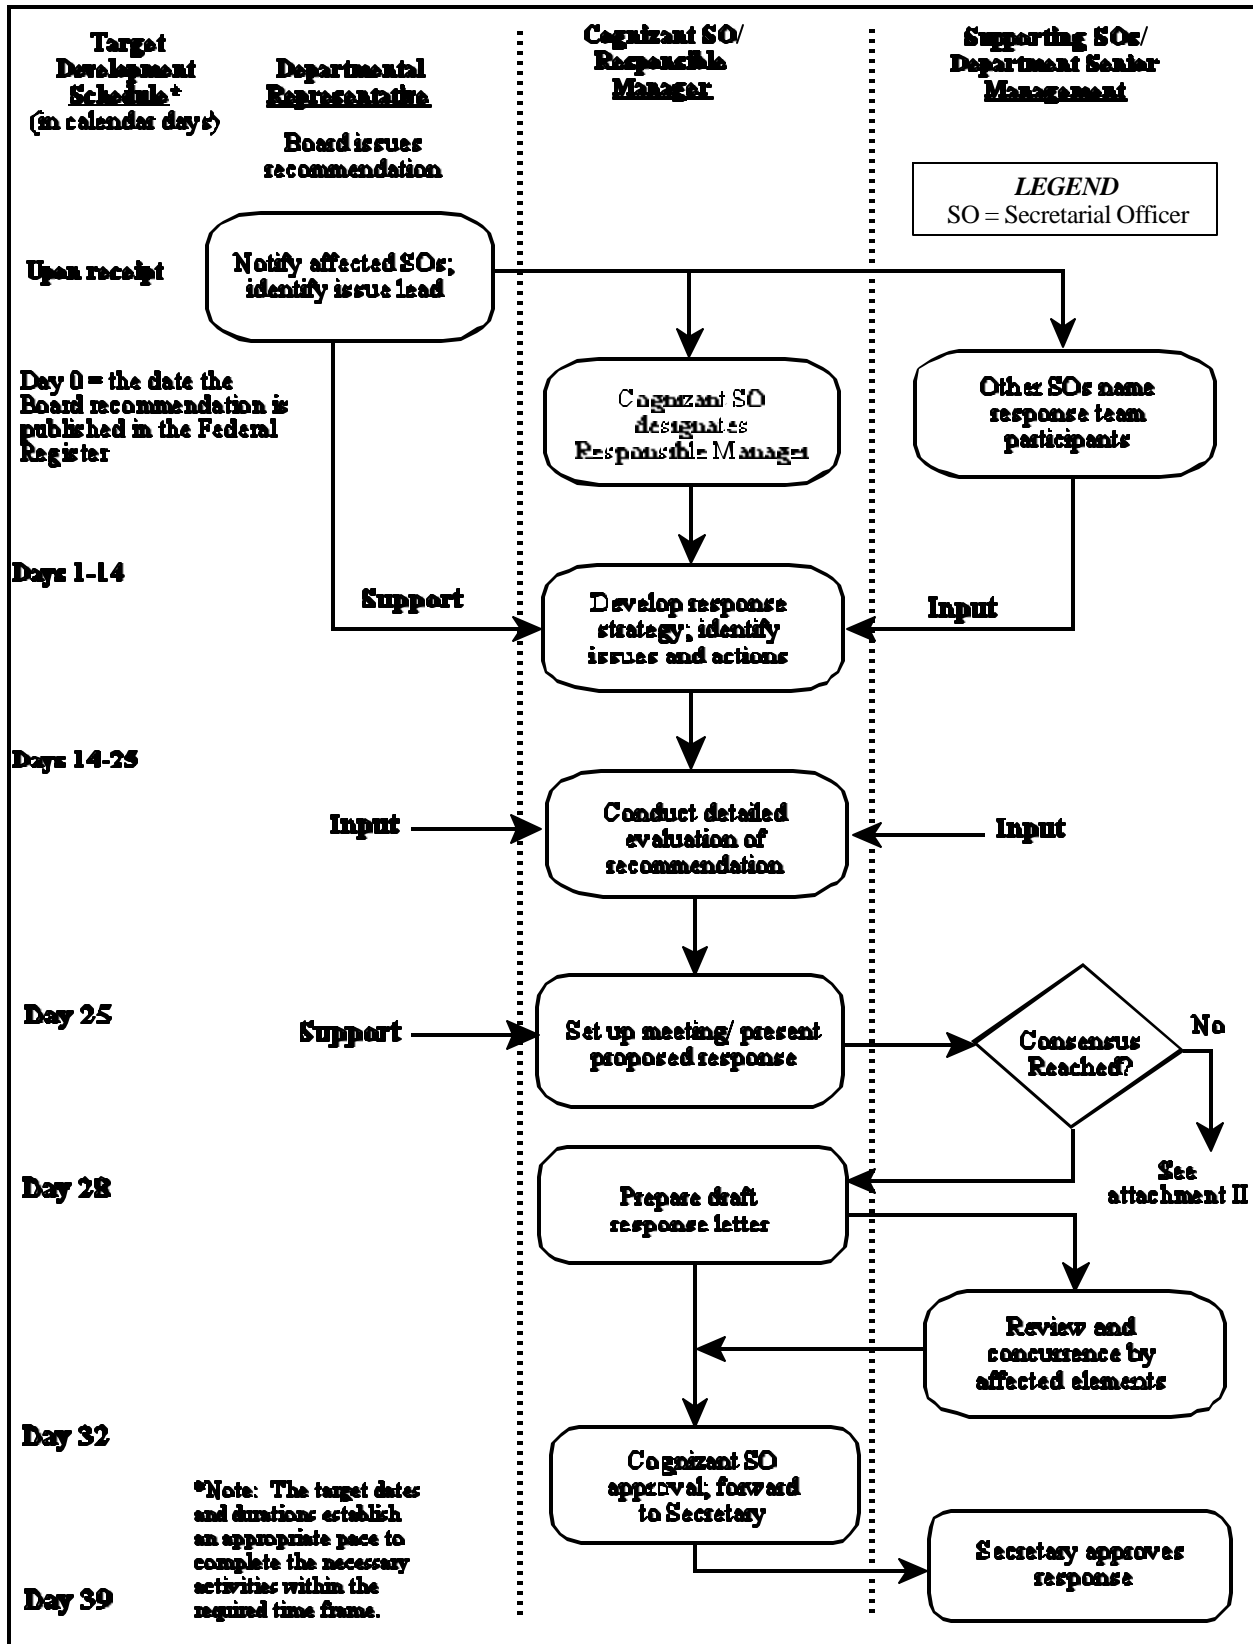 Target
Development
Schedule*
(in calendar days)
Departmental
Representative
Cognizant SO/
Responsible
Manager
Supporting SOs/
Department Senior
Management
Board issues
recommendation
LEGEND
SO = Secretarial Officer
Upon receipt
Notify affected SOs;
identify issue lead
Day 0 = the date the
Board recommendation is
published in the Federal
Register
Cognizant SO
designates
Responsible Manager
Other SOs name
response team
participants
Days 1-14
Support
Develop response
strategy; identify
issues and actions
Input
Days 14-25
Input
Conduct detailed
evaluation of
recommendation
Input
Day 25
Support
Set up meeting/ present
proposed response
Consensus
Reached?
No
See
attachment II
Day 28
Prepare draft
response letter
Review and
concurrence by
affected elements
Day 32
Cognizant SO
approval; forward
to Secretary
*Note: The target dates
and durations establish
an appropriate pace to
complete the necessary
activities within the
required time frame.
Day 39
Secretary approves
response